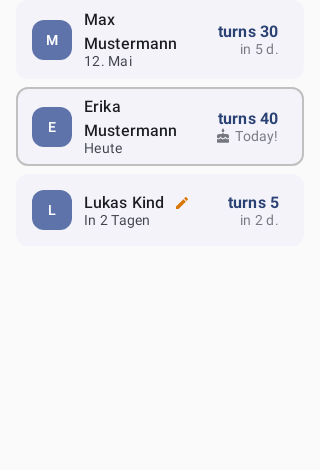 M
Max
Mustermann
12. Mai
turns 30
in 5 d.
E
Erika
Mustermann
Heute
turns 40
Today!
L
Lukas Kind
In 2 Tagen
turns 5
in 2 d.